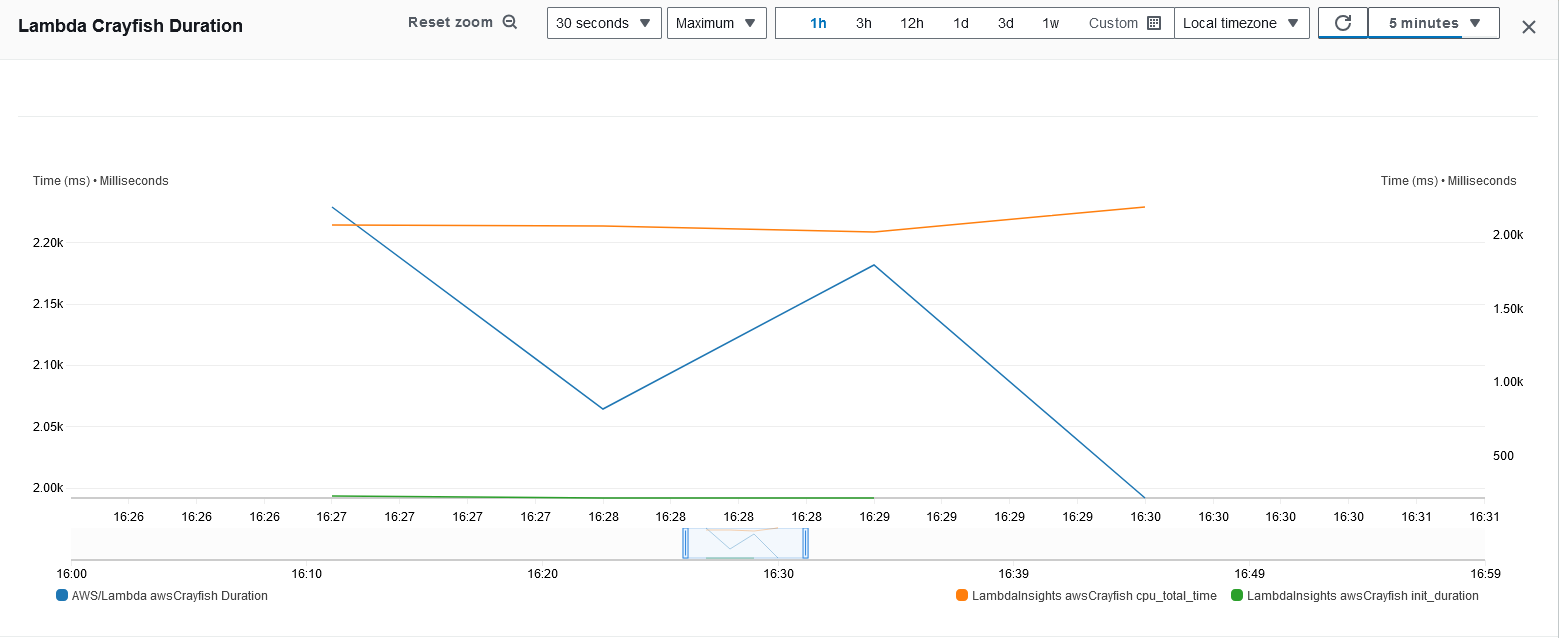 Lambda Crayfish Duration
Reset zoom
30 seconds
Maximum
1h 3h 12h 1d 3d 1w Custom
Local timezone
5 minutes
Time (ms) • Milliseconds
Time (ms) • Milliseconds
2.20k
2.15k
2.10k
2.05k
2.00k
2.00k
1.50k
1.00k
500
16:26 16:26 16:26 16:27 16:27 16:27 16:27 16:28 16:28 16:28 16:28 16:29 16:29 16:29 16:29 16:30 16:30 16:30 16:30 16:31 16:31
16:00 16:10 16:20 16:30 16:39 16:49 16:59
AWS/Lambda awsCrayfish Duration
LambdaInsights awsCrayfish cpu_total_time
LambdaInsights awsCrayfish init_duration